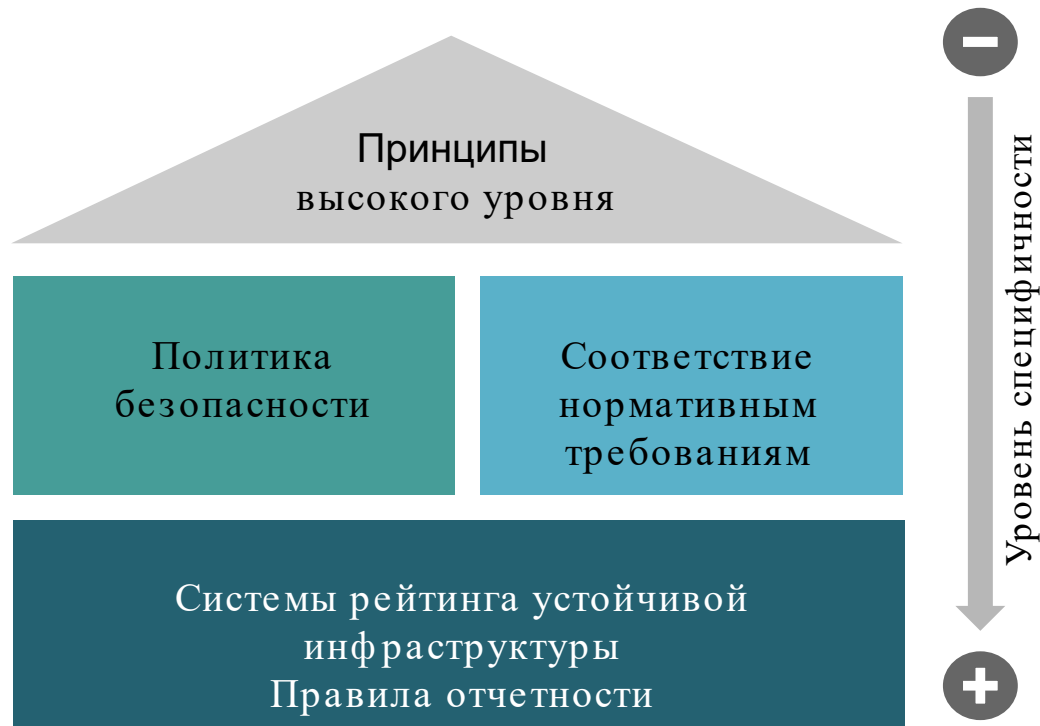 Принципы
высокого уровня
Политика
безопасности
Соответствие
нормативным
требованиям
Системы рейтинга устойчивой
инфраструктуры
Правила отчетности
Уровень специфичности